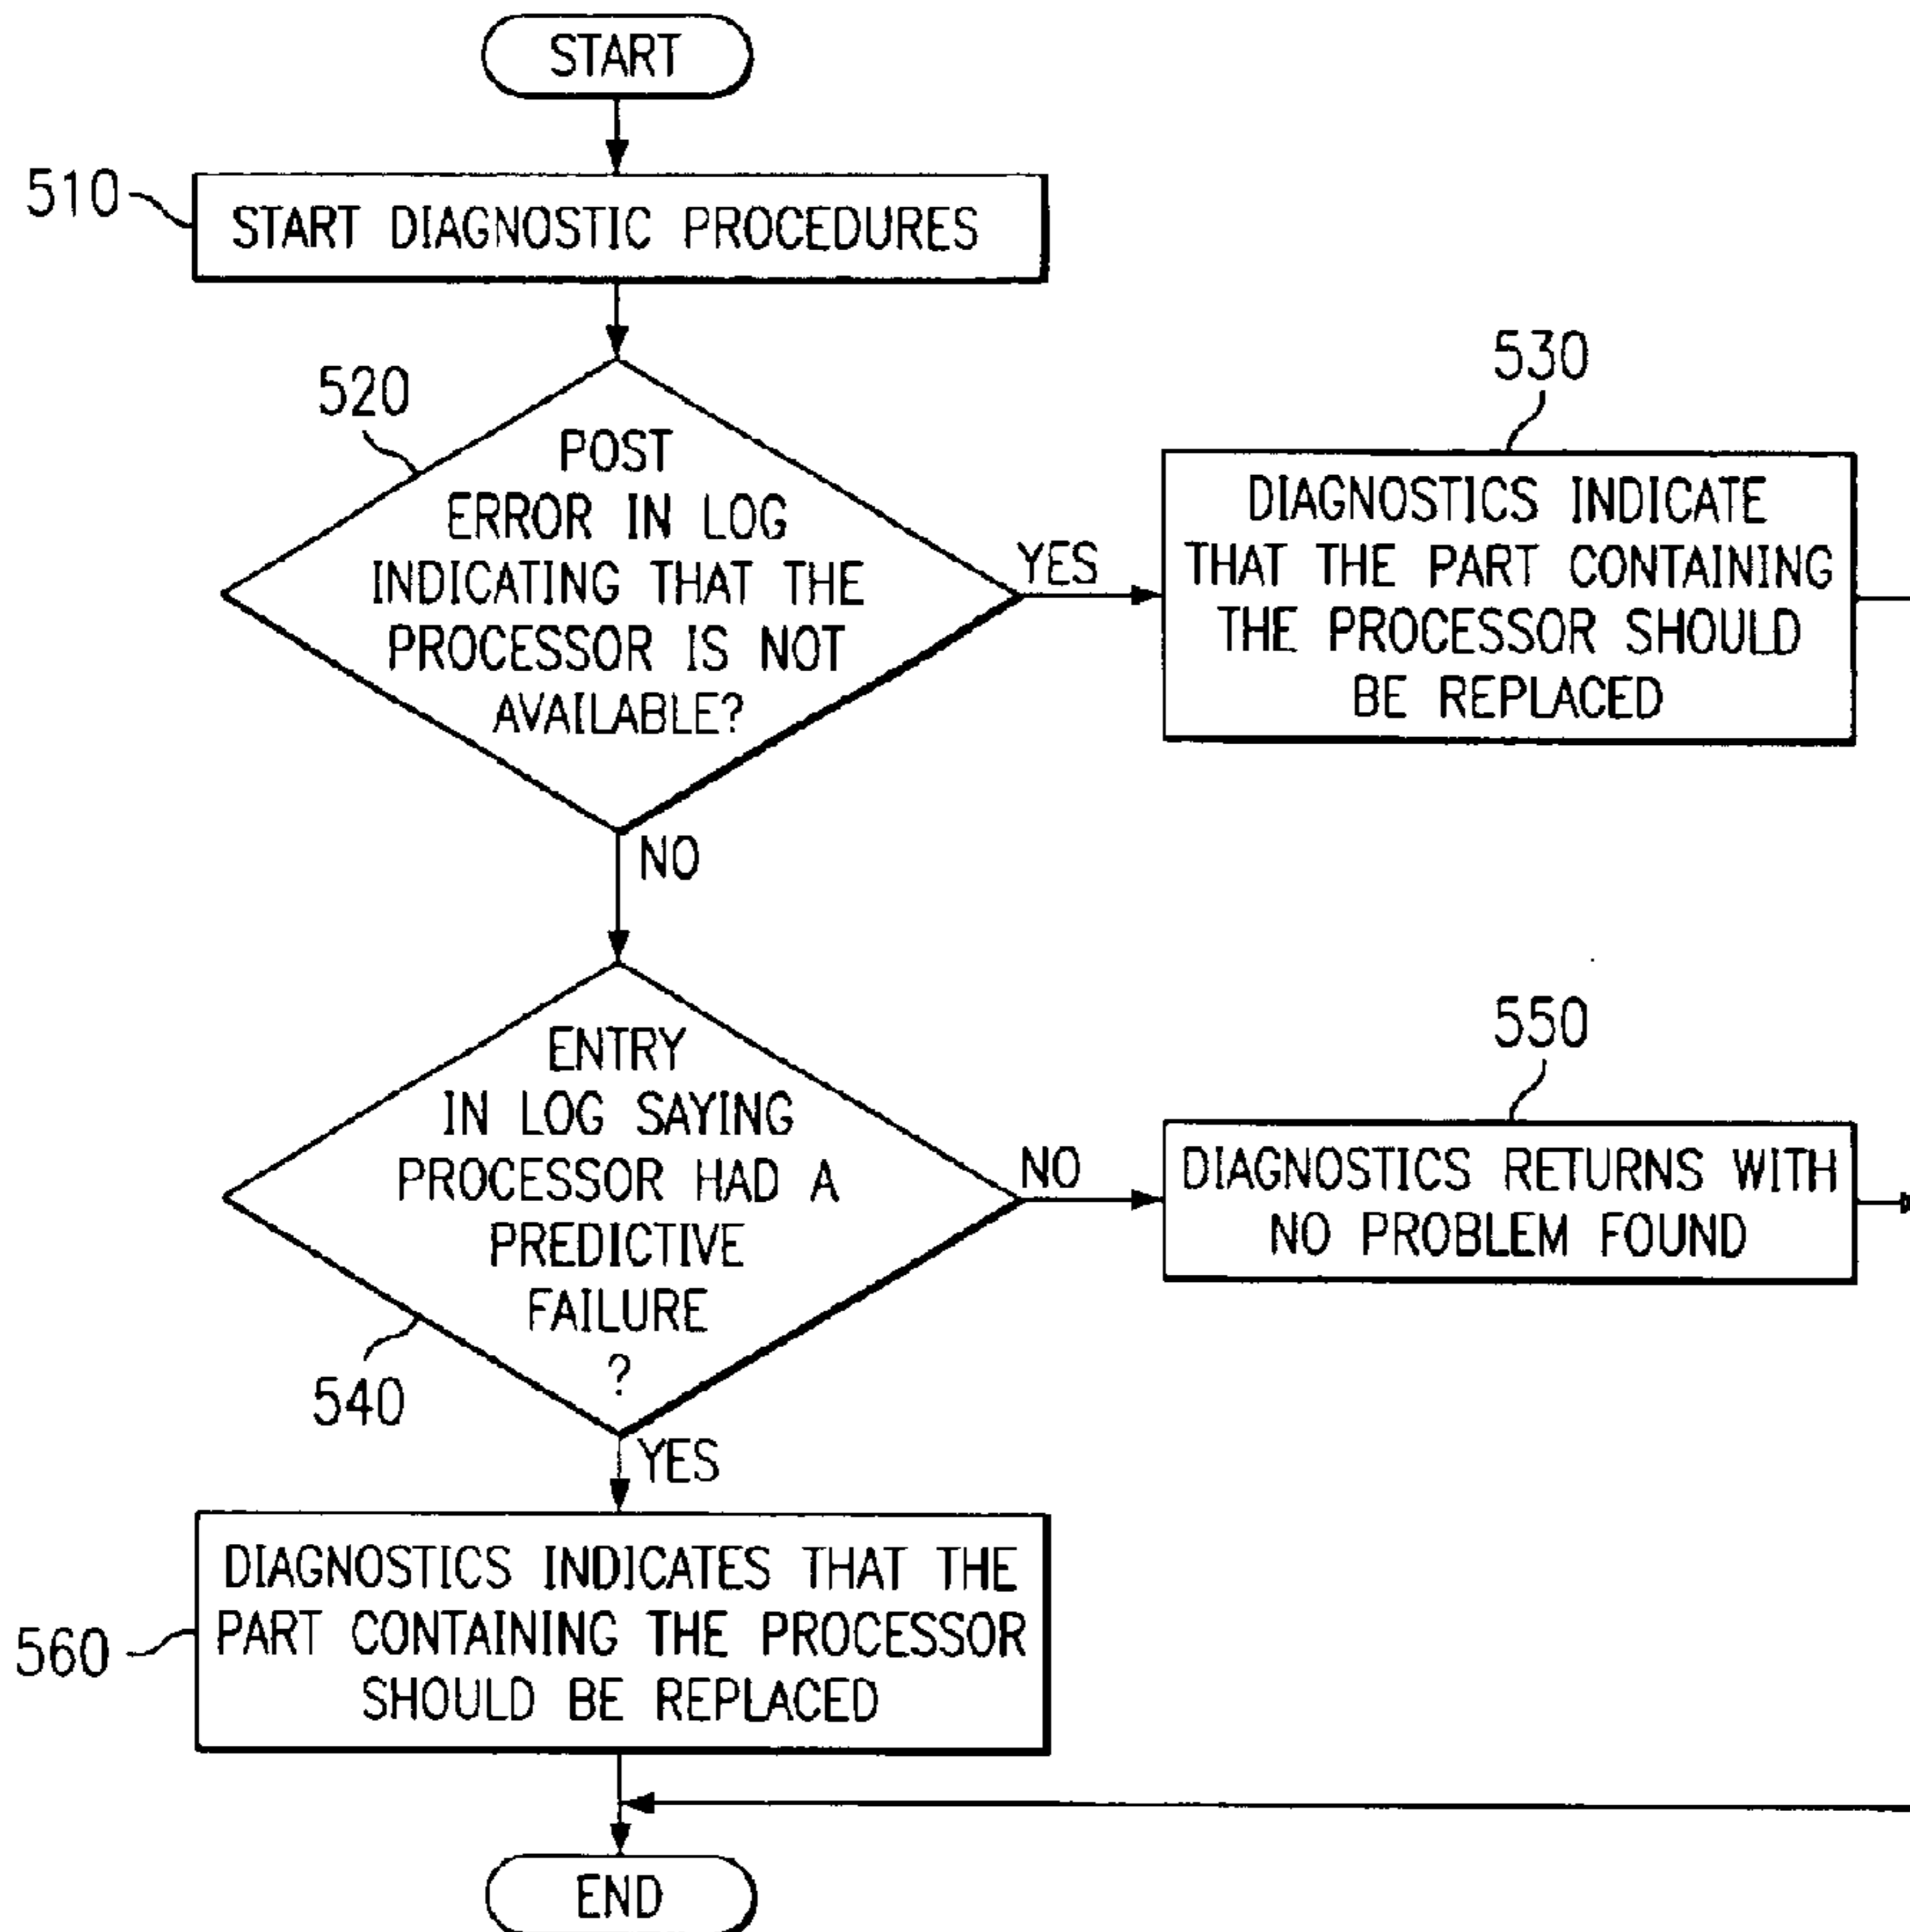 START
510
START DIAGNOSTIC PROCEDURES
520
POST
ERROR IN LOG
INDICATING THAT THE
PROCESSOR IS NOT
AVAILABLE?
YES
530
DIAGNOSTICS INDICATE
THAT THE PART CONTAINING
THE PROCESSOR SHOULD
BE REPLACED
NO
ENTRY
IN LOG SAYING
PROCESSOR HAD A
PREDICTIVE
FAILURE
?
540
NO
550
DIAGNOSTICS RETURNS WITH
NO PROBLEM FOUND
YES
560
DIAGNOSTICS INDICATES THAT THE
PART CONTAINING THE PROCESSOR
SHOULD BE REPLACED
END